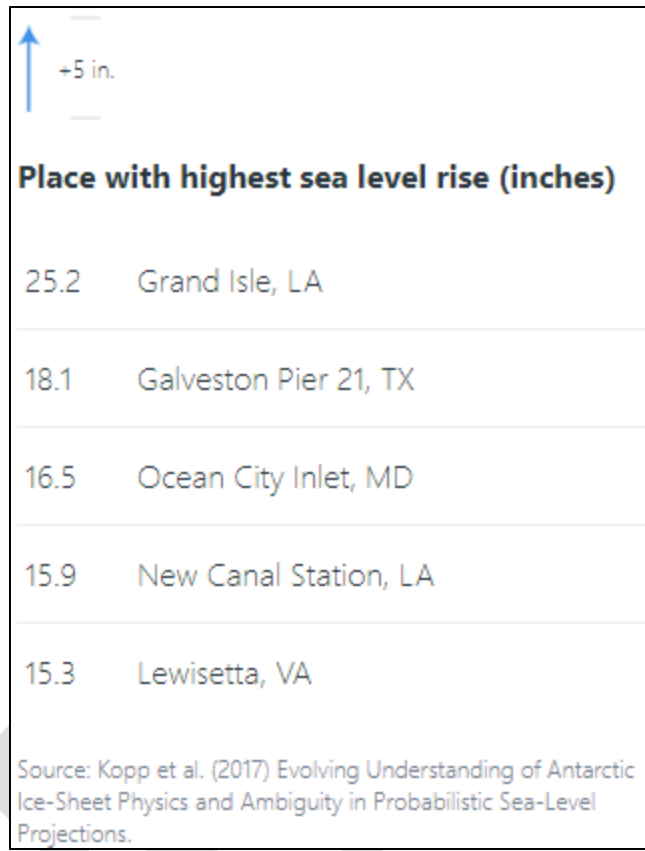 +5 in.
Place with highest sea level rise (inches)
25.2 Grand Isle, LA
18.1 Galveston Pier 21, TX
16.5 Ocean City Inlet, MD
15.9 New Canal Station, LA
15.3 Lewisetta, VA
Source: Kopp et al. (2017) Evolving Understanding of Antarctic
Ice-Sheet Physics and Ambiguity in Probabilistic Sea-Level
Projections.